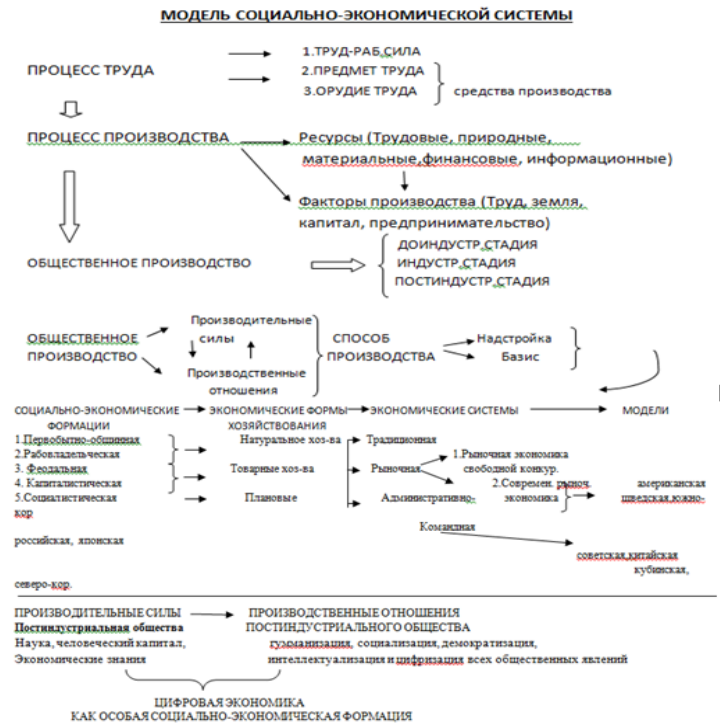 МОДЕЛЬ СОЦИАЛЬНО-ЭКОНОМИЧЕСКОЙ СИСТЕМЫ
1.ТРУД-РАБ.СИЛА
ПРОЦЕСС ТРУДА
2.ПРЕДМЕТ ТРУДА
3.ОРУДИЕ ТРУДА
средства производства
ПРОЦЕСС ПРОИЗВОДСТВА
Ресурсы (Трудовые, природные,
материальные,финансовые, информационные)
Факторы производства (Труд, земля,
капитал, предпринимательство)
ДОИНДУСТР.СТАДИЯ
ОБЩЕСТВЕННОЕ ПРОИЗВОДСТВО
ИНДУСТР.СТАДИЯ
ПОСТИНДУСТР.СТАДИЯ
Производительные
силы
ОБЩЕСТВЕННОЕ
ПРОИЗВОДСТВО
СПОСОБ
ПРОИЗВОДСТВА
Надстройка
Базис
Производственные
отношения
СОЦИАЛЬНО-ЭКОНОМИЧЕСКИЕ
ФОРМАЦИИ
ЭКОНОМИЧЕСКИЕ ФОРМЫ
ХОЗЯЙСТВОВАНИЯ
ЭКОНОМИЧЕСКИЕ СИСТЕМЫ
МОДЕЛИ
1.Первобытно-общинная
Натуральное хоз-ва
Традиционная
2.Рабовладельческая
1.Рыночная экономика
3. Феодальная
Товарные хоз-ва
Рыночная
свободной конкур.
4. Капиталистическая
2.Современ. рыноч.
американская
5.Социалистическая
Плановые
Административно-
экономика
шведская,южно-
кор
Командная
российская, японская
советская,китайская
кубинская,
северо-кор.
ПРОИЗВОДИТЕЛЬНЫЕ СИЛЫ
ПРОИЗВОДСТВЕННЫЕ ОТНОШЕНИЯ
Постиндустриальная общества
ПОСТИНДУСТРИАЛЬНОГО ОБЩЕСТВА
Наука, человеческий капитал,
гумманизация, социализация, демократизация,
Экономические знания
интеллектуализация и цифризация всех общественных явлений
ЦИФРОВАЯ ЭКОНОМИКА
КАК ОСОБАЯ СОЦИАЛЬНО-ЭКОНОМИЧЕСКАЯ ФОРМАЦИЯ